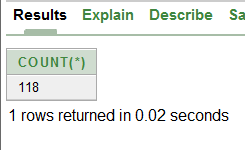 Results Explain Describe Sa
COUNT(*)
118
1 rows returned in 0.02 seconds